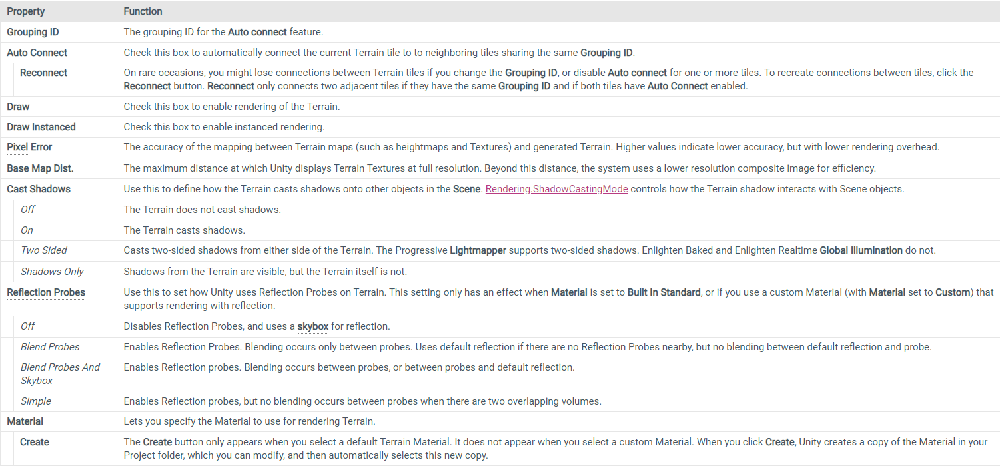 Property Function
Grouping ID The grouping ID for the Auto connect feature.
Auto Connect Check this box to automatically connect the current Terrain tile to to neighboring tiles sharing the same Grouping ID.
Reconnect On rare occasions, you might lose connections between Terrain tiles if you change the Grouping ID, or disable Auto connect for one or more tiles. To recreate connections between tiles, click the
Reconnect button. Reconnect only connects two adjacent tiles if they have the same Grouping ID and if both tiles have Auto Connect enabled.
Draw Check this box to enable rendering of the Terrain.
Draw Instanced Check this box to enable instanced rendering.
Pixel Error The accuracy of the mapping between Terrain maps (such as heightmaps and Textures) and generated Terrain. Higher values indicate lower accuracy, but with lower rendering overhead.
Base Map Dist. The maximum distance at which Unity displays Terrain Textures at full resolution. Beyond this distance, the system uses a lower resolution composite image for efficiency.
Cast Shadows Use this to define how the Terrain casts shadows onto other objects in the Scene. Rendering.ShadowCastingMode controls how the Terrain shadow interacts with Scene objects.
Off The Terrain does not cast shadows.
On The Terrain casts shadows.
Two Sided Casts two-sided shadows from either side of the Terrain. The Progressive Lightmapper supports two-sided shadows. Enlighten Baked and Enlighten Realtime Global Illumination do not.
Shadows Only Shadows from the Terrain are visible, but the Terrain itself is not.
Reflection Probes Use this to set how Unity uses Reflection Probes on Terrain. This setting only has an effect when Material is set to Built In Standard, or if you use a custom Material (with Material set to Custom) that
supports rendering with reflection.
Off Disables Reflection Probes, and uses a skybox for reflection.
Blend Probes Enables Reflection Probes. Blending occurs only between probes. Uses default reflection if there are no Reflection Probes nearby, but no blending between default reflection and probe.
Blend Probes And Enables Reflection probes. Blending occurs between probes, or between probes and default reflection.
Skybox
Simple Enables Reflection probes, but no blending occurs between probes when there are two overlapping volumes.
Material Lets you specify the Material to use for rendering Terrain.
Create The Create button only appears when you select a default Terrain Material. It does not appear when you select a custom Material. When you click Create, Unity creates a copy of the Material in your
Project folder, which you can modify, and then automatically selects this new copy.